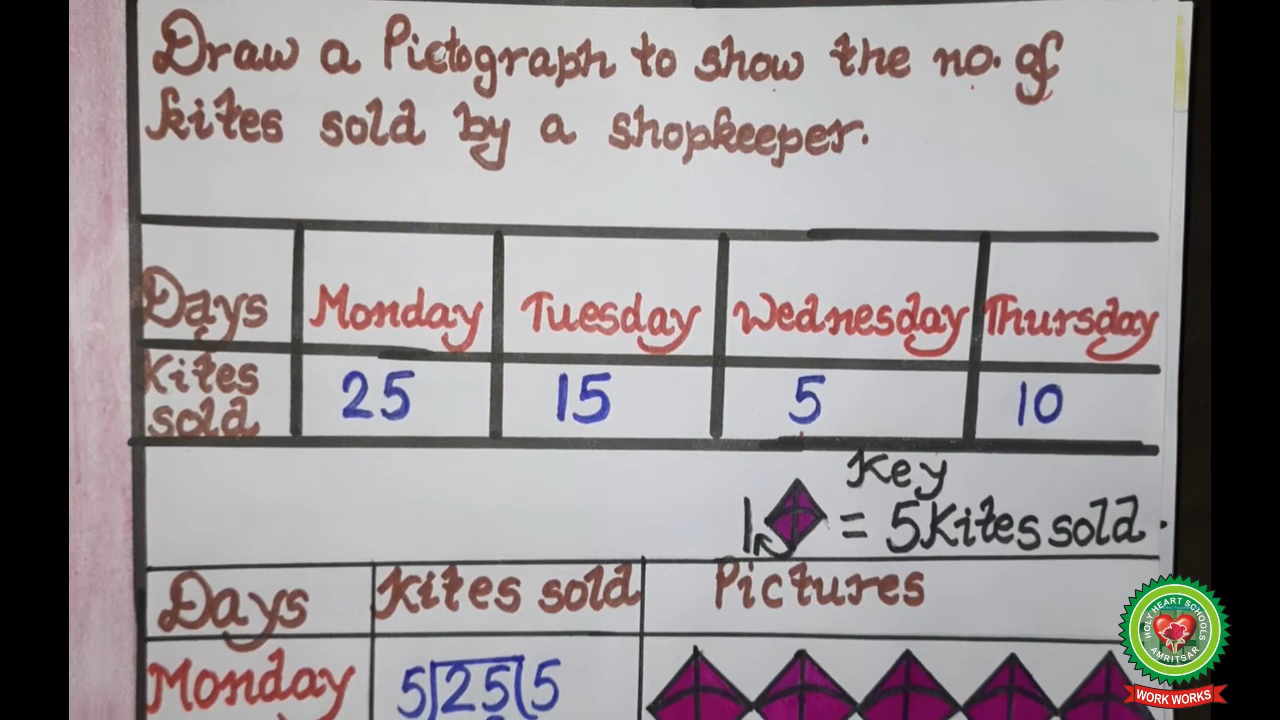 Draw a Pictograph to show the no. of
kites sold by a shopkeeper.
Days Monday Tuesday Wednesday Thursday
Kites sold 25 15 5 10
Key
1 = 5 Kites sold.
Days Kites sold Pictures
Monday 5)25(5
HOLY HEART SCHOOLS
AMRITSAR
WORK WORKS